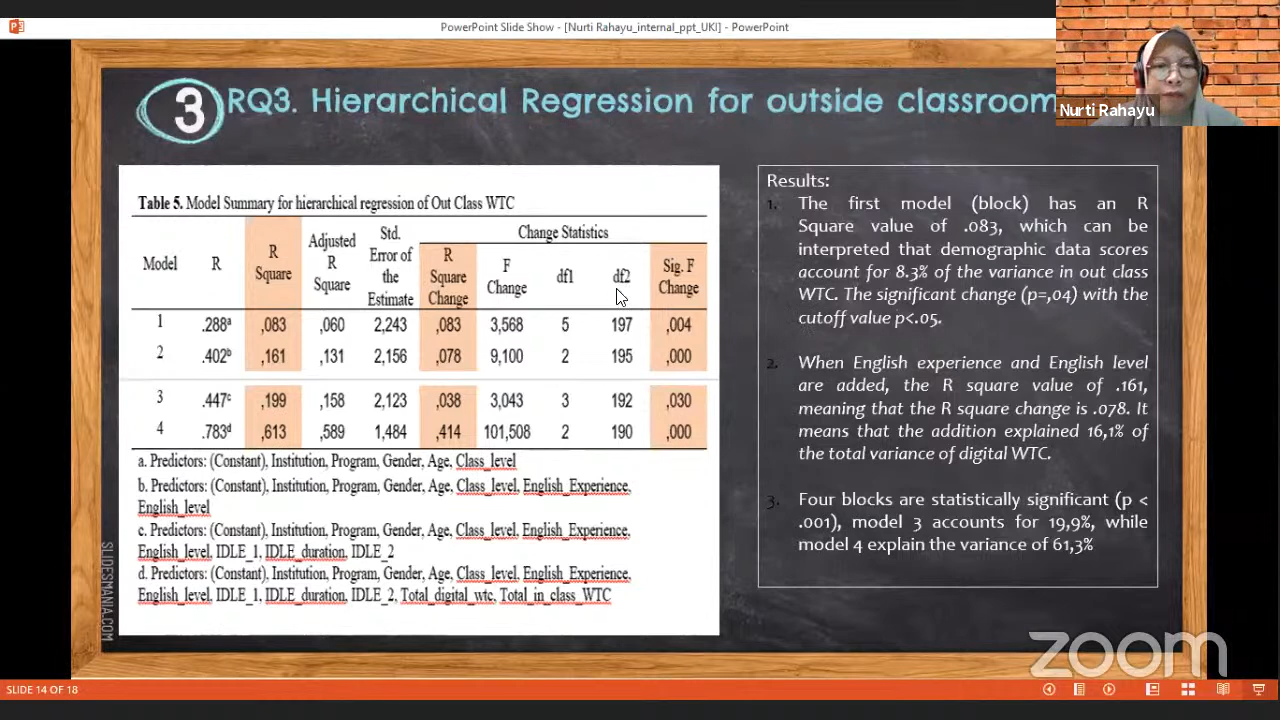 PowerPoint Slide Show - [Nurti Rahayu_internal_ppt_UKI] - PowerPoint
Nurti Rahayu
3
RQ3. Hierarchical Regression for outside classroom
Table 5. Model Summary for hierarchical regression of Out Class WTC
Model R R Square Adjusted R Square Std. Error of the Estimate Change Statistics
R Square Change F Change df1 df2 Sig. F Change
1 .288a ,083 ,060 2,243 ,083 3,568 5 197 ,004
2 .402b ,161 ,131 2,156 ,078 9,100 2 195 ,000
3 .447c ,199 ,158 2,123 ,038 3,043 3 192 ,030
4 .783d ,613 ,589 1,484 ,414 101,508 2 190 ,000
a. Predictors: (Constant), Institution, Program, Gender, Age, Class_level
b. Predictors: (Constant), Institution, Program, Gender, Age, Class_level, English_Experience,
English_level
c. Predictors: (Constant), Institution, Program, Gender, Age, Class_level, English_Experience,
English_level, IDLE_1, IDLE_duration, IDLE_2
d. Predictors: (Constant), Institution, Program, Gender, Age, Class_level, English_Experience,
English_level, IDLE_1, IDLE_duration, IDLE_2, Total_digital_wtc, Total_in_class_WTC
Results:
1. The first model (block) has an R
Square value of .083, which can be
interpreted that demographic data scores
account for 8.3% of the variance in out class
WTC. The significant change (p=,04) with the
cutoff value p<.05.
2. When English experience and English level
are added, the R square value of .161,
meaning that the R square change is .078. It
means that the addition explained 16,1% of
the total variance of digital WTC.
3. Four blocks are statistically significant (p <
.001), model 3 accounts for 19,9%, while
model 4 explain the variance of 61,3%
SLIDESMANIA.COM
zoom
SLIDE 14 OF 18